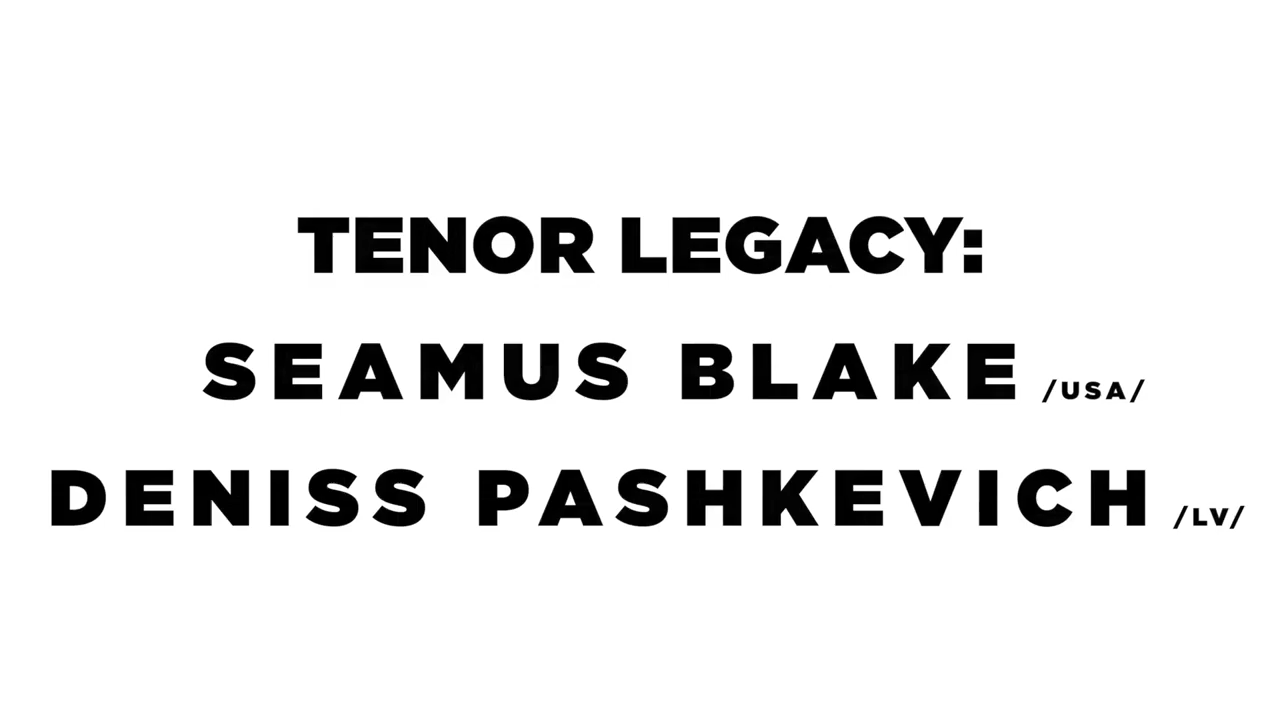 TENOR LEGACY:
SEAMUS BLAKE /USA/
DENISS PASHKEVICH /LV/